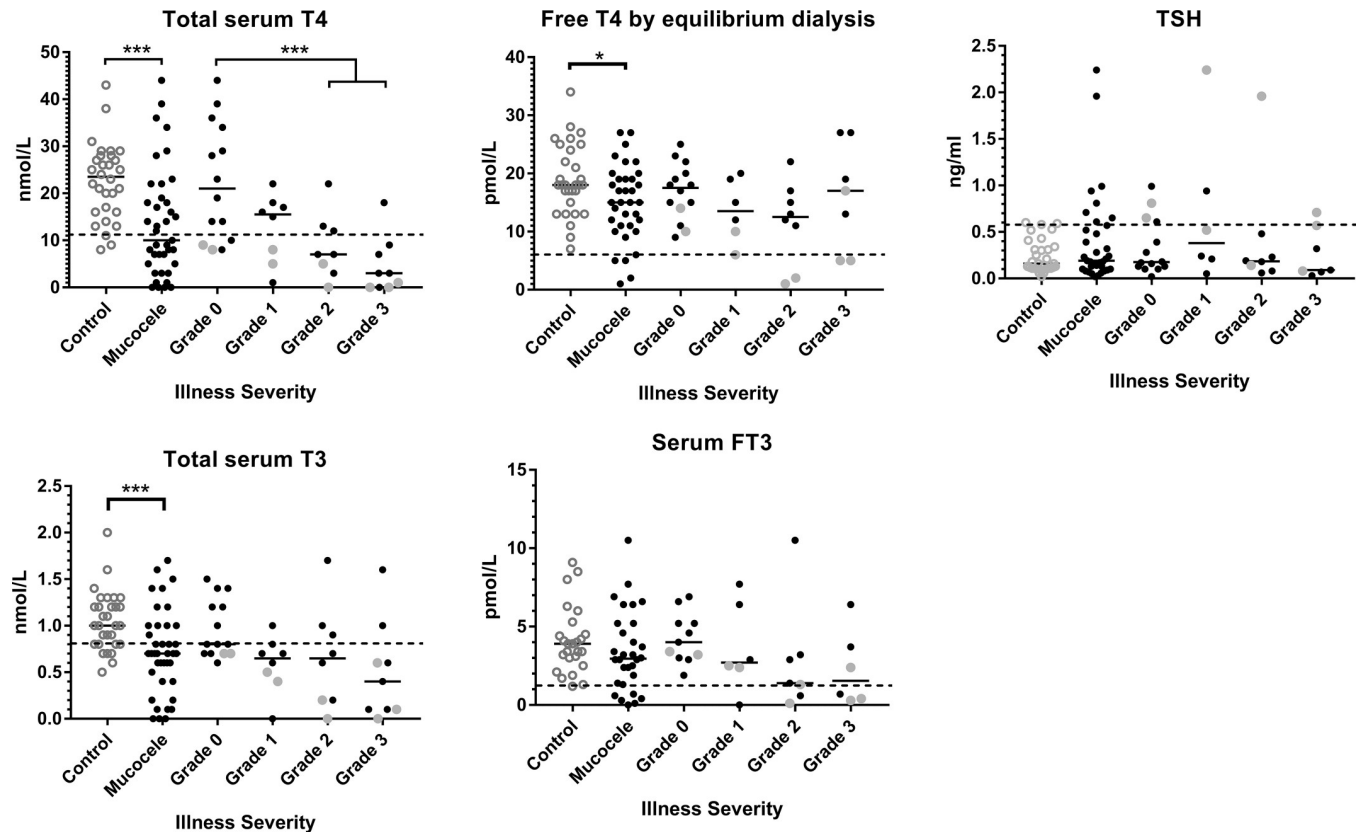 Total serum T4
nmol/L
50
40
30
20
10
0
***
***
Control
Mucocele
Grade 0
Grade 1
Grade 2
Grade 3
Illness Severity
Free T4 by equilibrium dialysis
pmol/L
40
30
20
10
0
*
Control
Mucocele
Grade 0
Grade 1
Grade 2
Grade 3
Illness Severity
TSH
ng/ml
2.5
2.0
1.5
1.0
0.5
0.0
Control
Mucocele
Grade 0
Grade 1
Grade 2
Grade 3
Illness Severity
Total serum T3
nmol/L
2.5
2.0
1.5
1.0
0.5
0.0
***
Control
Mucocele
Grade 0
Grade 1
Grade 2
Grade 3
Illness Severity
Serum FT3
pmol/L
15
10
5
0
Control
Mucocele
Grade 0
Grade 1
Grade 2
Grade 3
Illness Severity